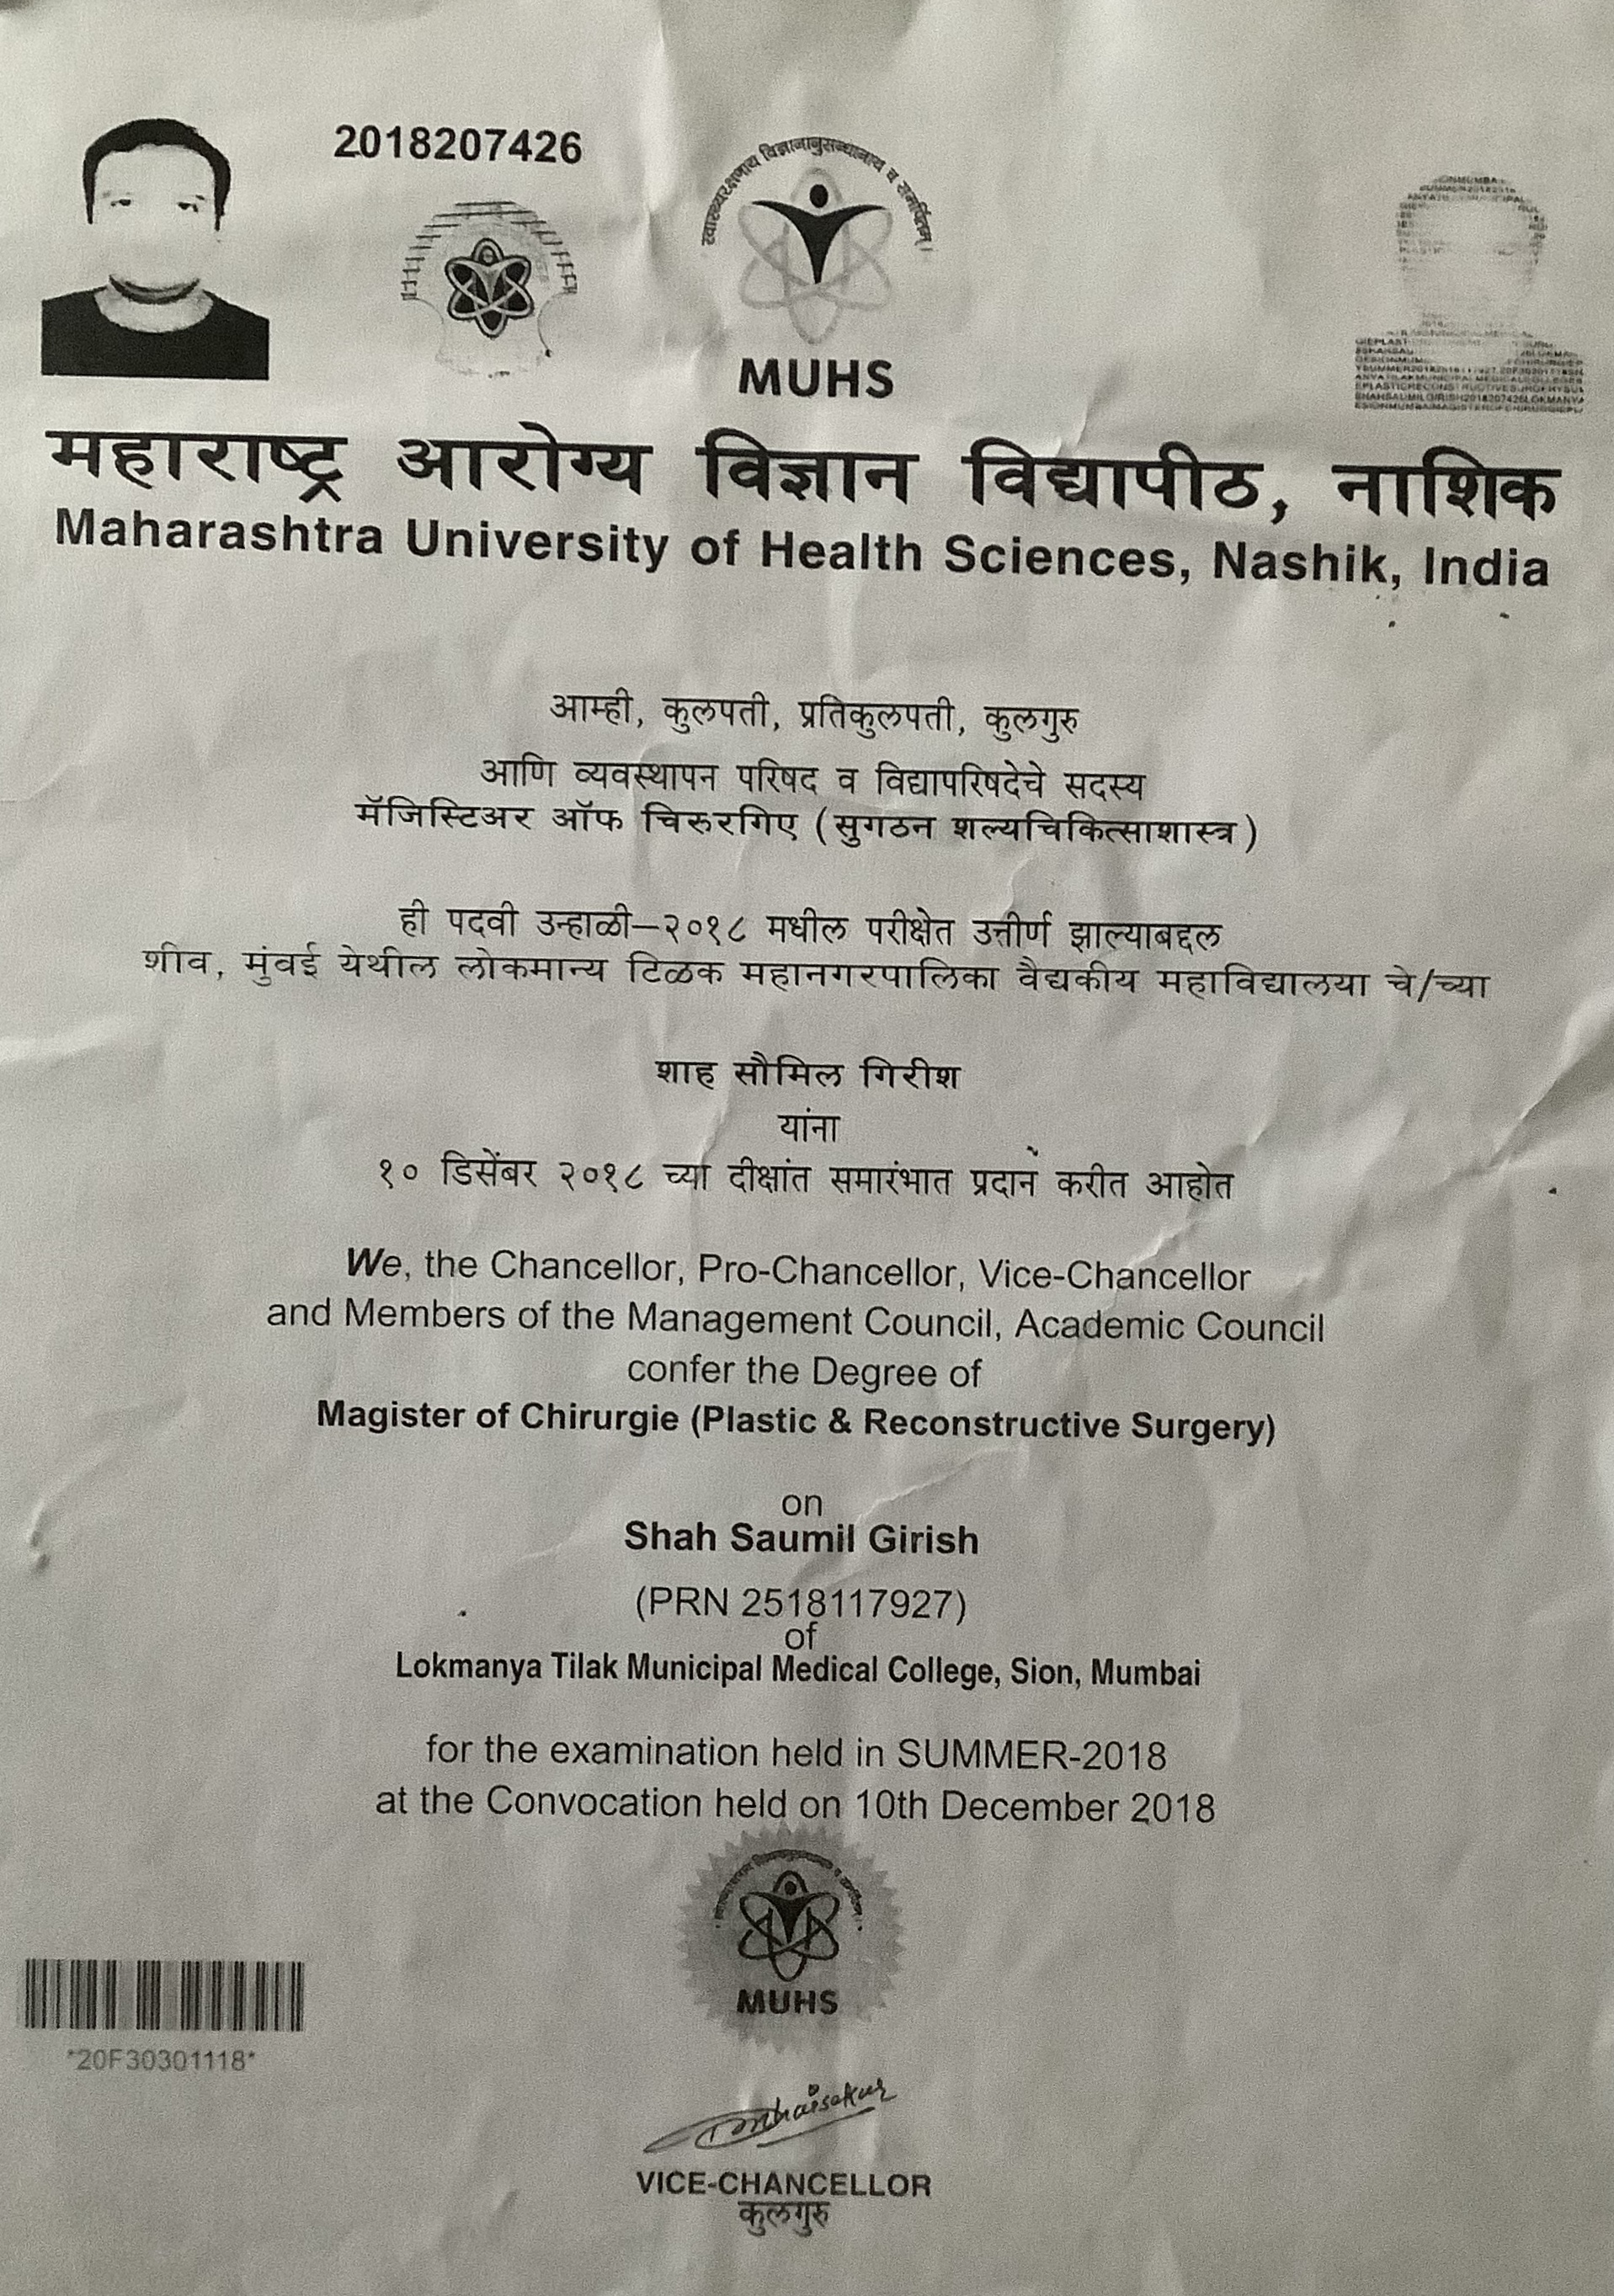 2018207426
स्वास्थ्यरक्षणाय विज्ञानानुसन्धानाय च समर्पितम्।
MUHS
महाराष्ट्र आरोग्य विज्ञान विद्यापीठ, नाशिक
Maharashtra University of Health Sciences, Nashik, India
आम्ही, कुलपती, प्रतिकुलपती, कुलगुरु
आणि व्यवस्थापन परिषद व विद्यापरिषदेचे सदस्य
मॅजिस्टिअर ऑफ चिरुरगिए (सुगठन शल्यचिकित्साशास्त्र)
ही पदवी उन्हाळी–२०१८ मधील परीक्षेत उत्तीर्ण झाल्याबद्दल
शीव, मुंबई येथील लोकमान्य टिळक महानगरपालिका वैद्यकीय महाविद्यालया चे/च्या
शाह सौमिल गिरीश
यांना
१० डिसेंबर २०१८ च्या दीक्षांत समारंभात प्रदान करीत आहोत
We, the Chancellor, Pro-Chancellor, Vice-Chancellor
and Members of the Management Council, Academic Council
confer the Degree of
Magister of Chirurgie (Plastic & Reconstructive Surgery)
on
Shah Saumil Girish
(PRN 2518117927)
of
Lokmanya Tilak Municipal Medical College, Sion, Mumbai
for the examination held in SUMMER-2018
at the Convocation held on 10th December 2018
MUHS
*20F30301118*
VICE-CHANCELLOR
कुलगुरु